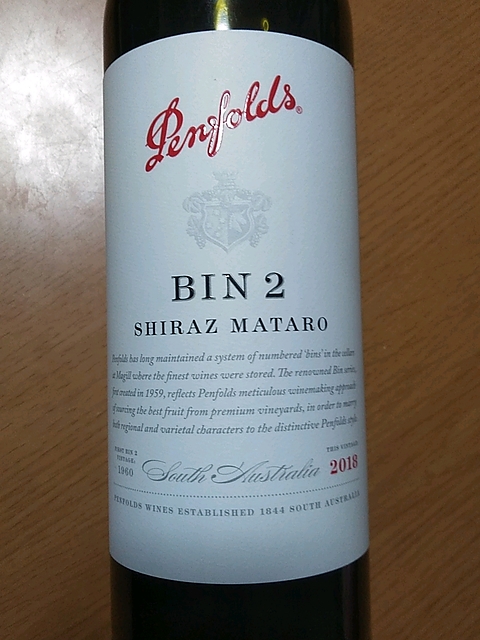 Penfolds®
BIN 2
SHIRAZ MATARO
Penfolds has long maintained a system of numbered 'bins' in the cellars
at Magill where the finest wines were stored. The renowned Bin series,
first created in 1959, reflects Penfolds meticulous winemaking approach
of sourcing the best fruit from premium vineyards, in order to marry
both regional and varietal characters to the distinctive Penfolds style.
FIRST BIN 2
VINTAGE:
1960
South Australia
THIS VINTAGE
2018
PENFOLDS WINES ESTABLISHED 1844 SOUTH AUSTRALIA